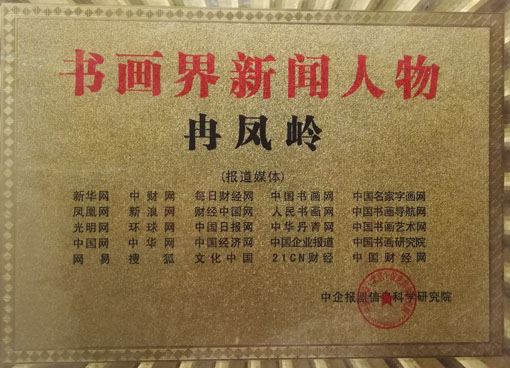 书画界新闻人物
冉凤岭
(报道媒体)
新华网 中财网 每日财经网 中国书画网 中国名家字画网
凤凰网 新浪网 财经中国网 人民书画网 中国书画导航网
光明网 环球网 中国日报网 中华丹青网 中国书画艺术网
中国网 中华网 中国经济网 中国企业报道 中国书画研究院
网易 搜狐 文化中国 21CN财经 中国财经网
中企报盟信息科学研究院